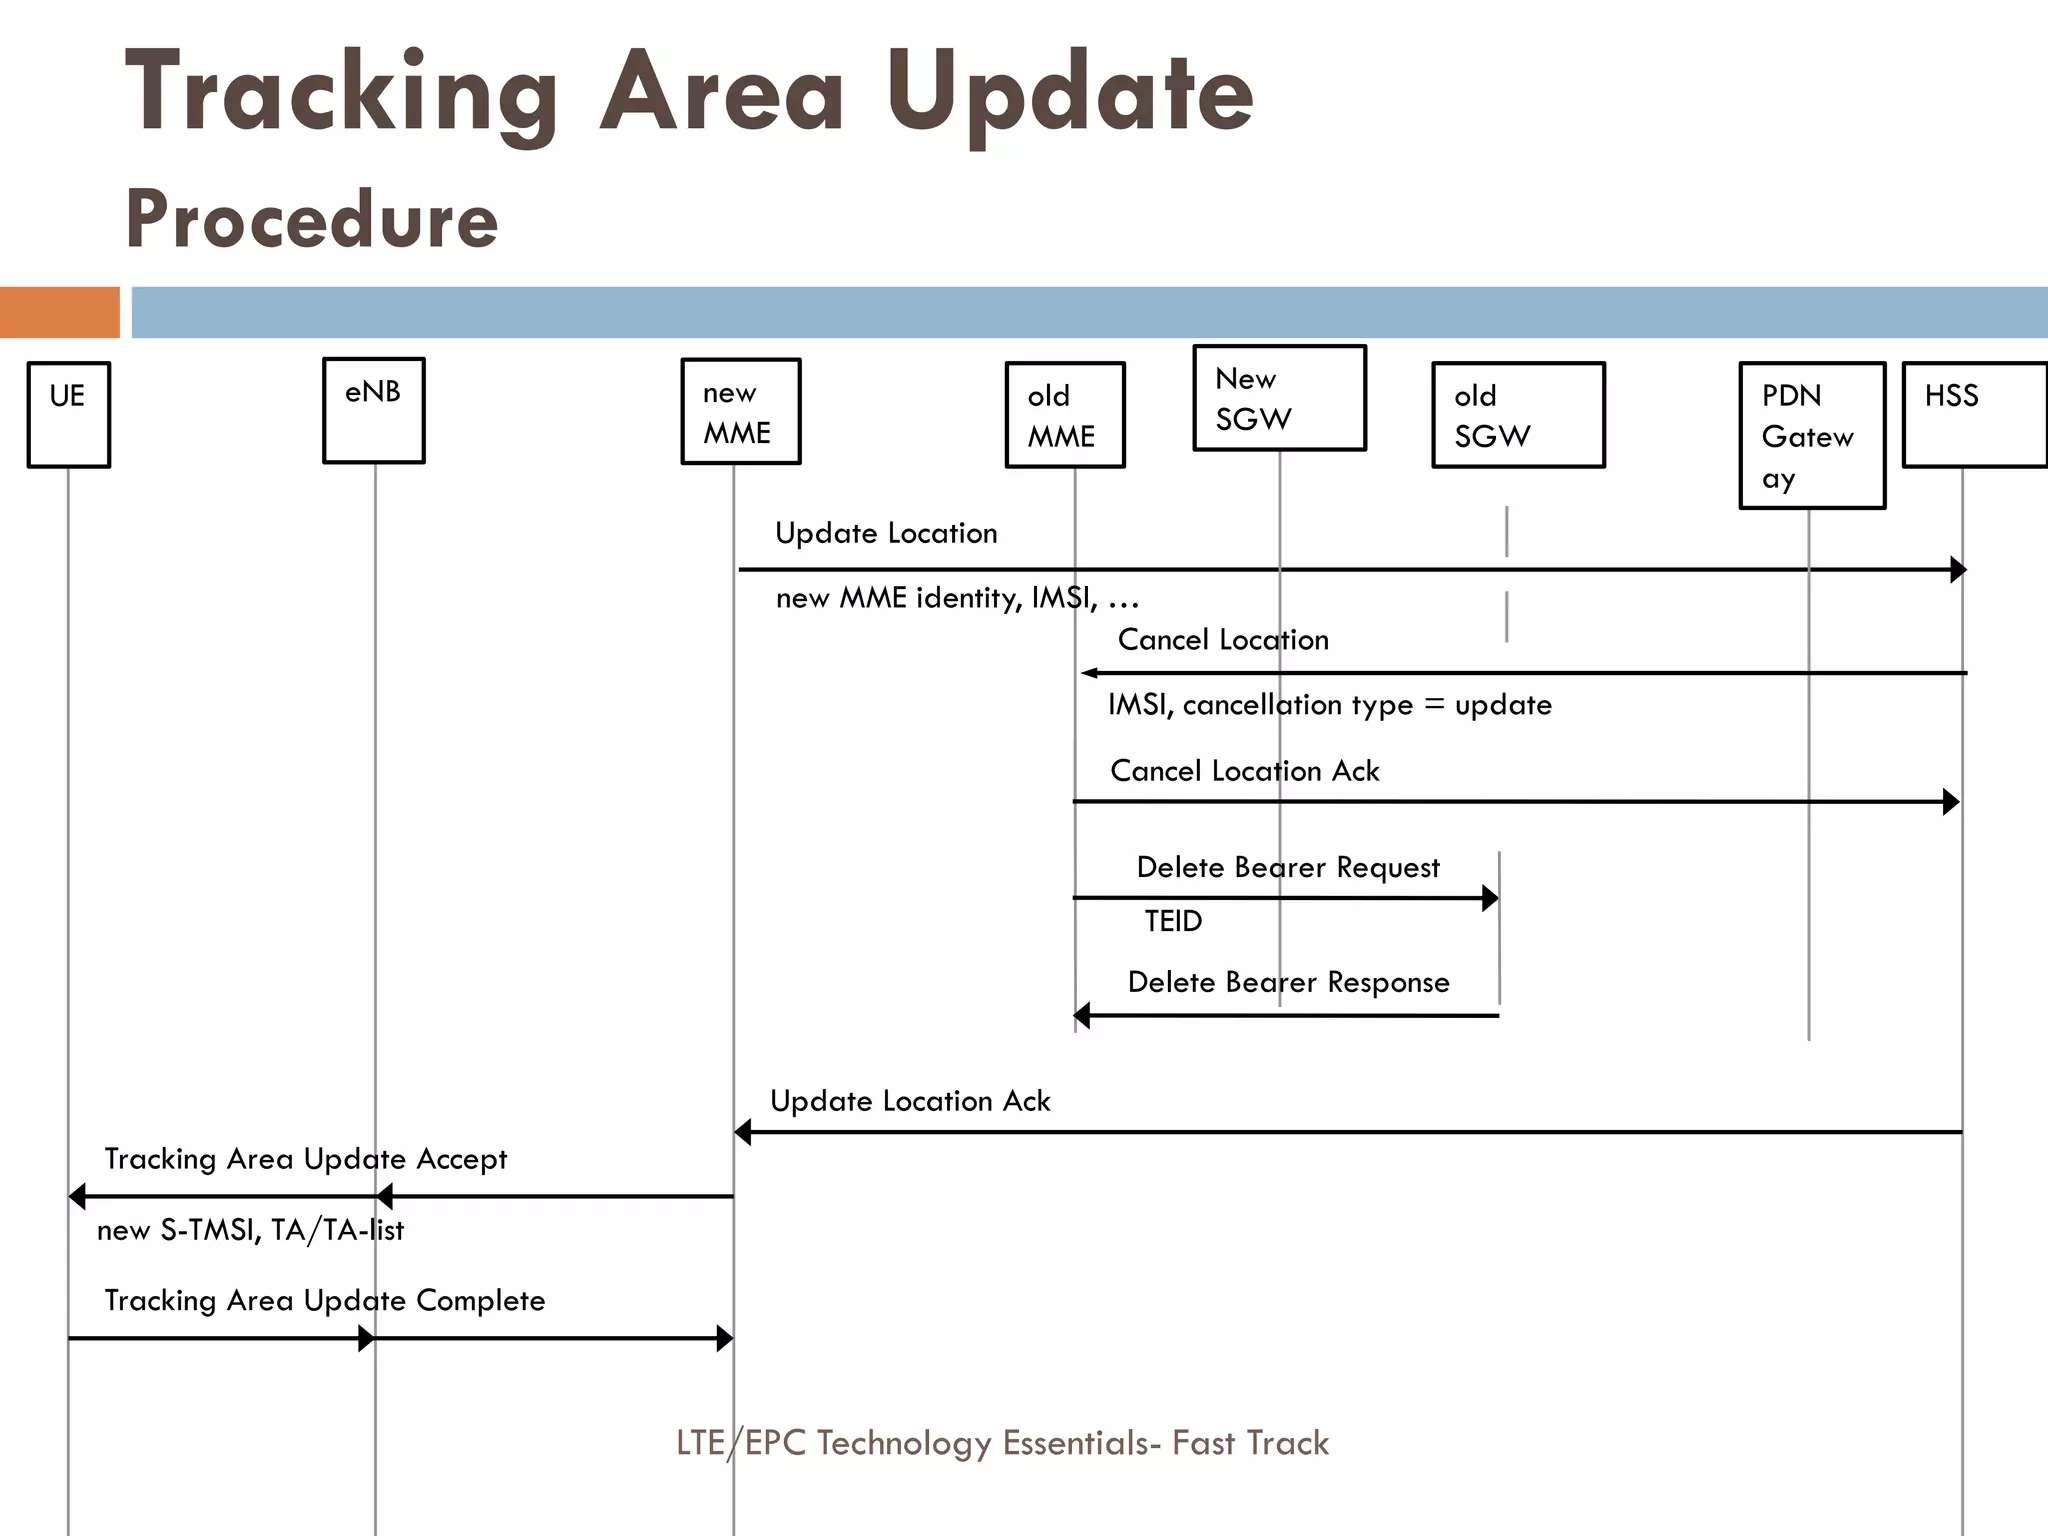 Tracking Area Update
Procedure
UE
eNB
new
MME
old
MME
New
SGW
old
SGW
PDN
Gatew
ay
HSS
Update Location
new MME identity, IMSI, …
Cancel Location
IMSI, cancellation type = update
Cancel Location Ack
Delete Bearer Request
TEID
Delete Bearer Response
Update Location Ack
Tracking Area Update Accept
new S-TMSI, TA/TA-list
Tracking Area Update Complete
LTE/EPC Technology Essentials- Fast Track